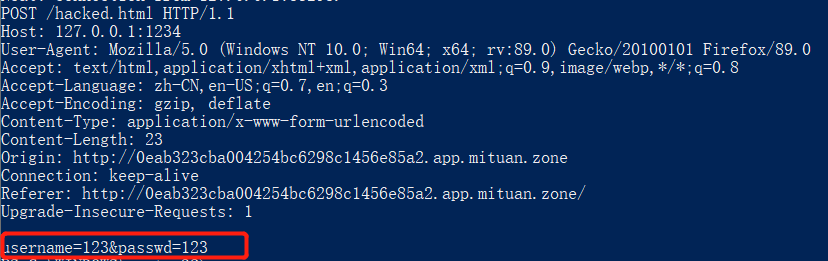 POST /hacked.html HTTP/1.1
Host: 127.0.0.1:1234
User-Agent: Mozilla/5.0 (Windows NT 10.0; Win64; x64; rv:89.0) Gecko/20100101 Firefox/89.0
Accept: text/html,application/xhtml+xml,application/xml;q=0.9,image/webp,*/*;q=0.8
Accept-Language: zh-CN,en-US;q=0.7,en;q=0.3
Accept-Encoding: gzip, deflate
Content-Type: application/x-www-form-urlencoded
Content-Length: 23
Origin: http://0eab323cba004254bc6298c1456e85a2.app.mituan.zone
Connection: keep-alive
Referer: http://0eab323cba004254bc6298c1456e85a2.app.mituan.zone/
Upgrade-Insecure-Requests: 1
username=123&passwd=123